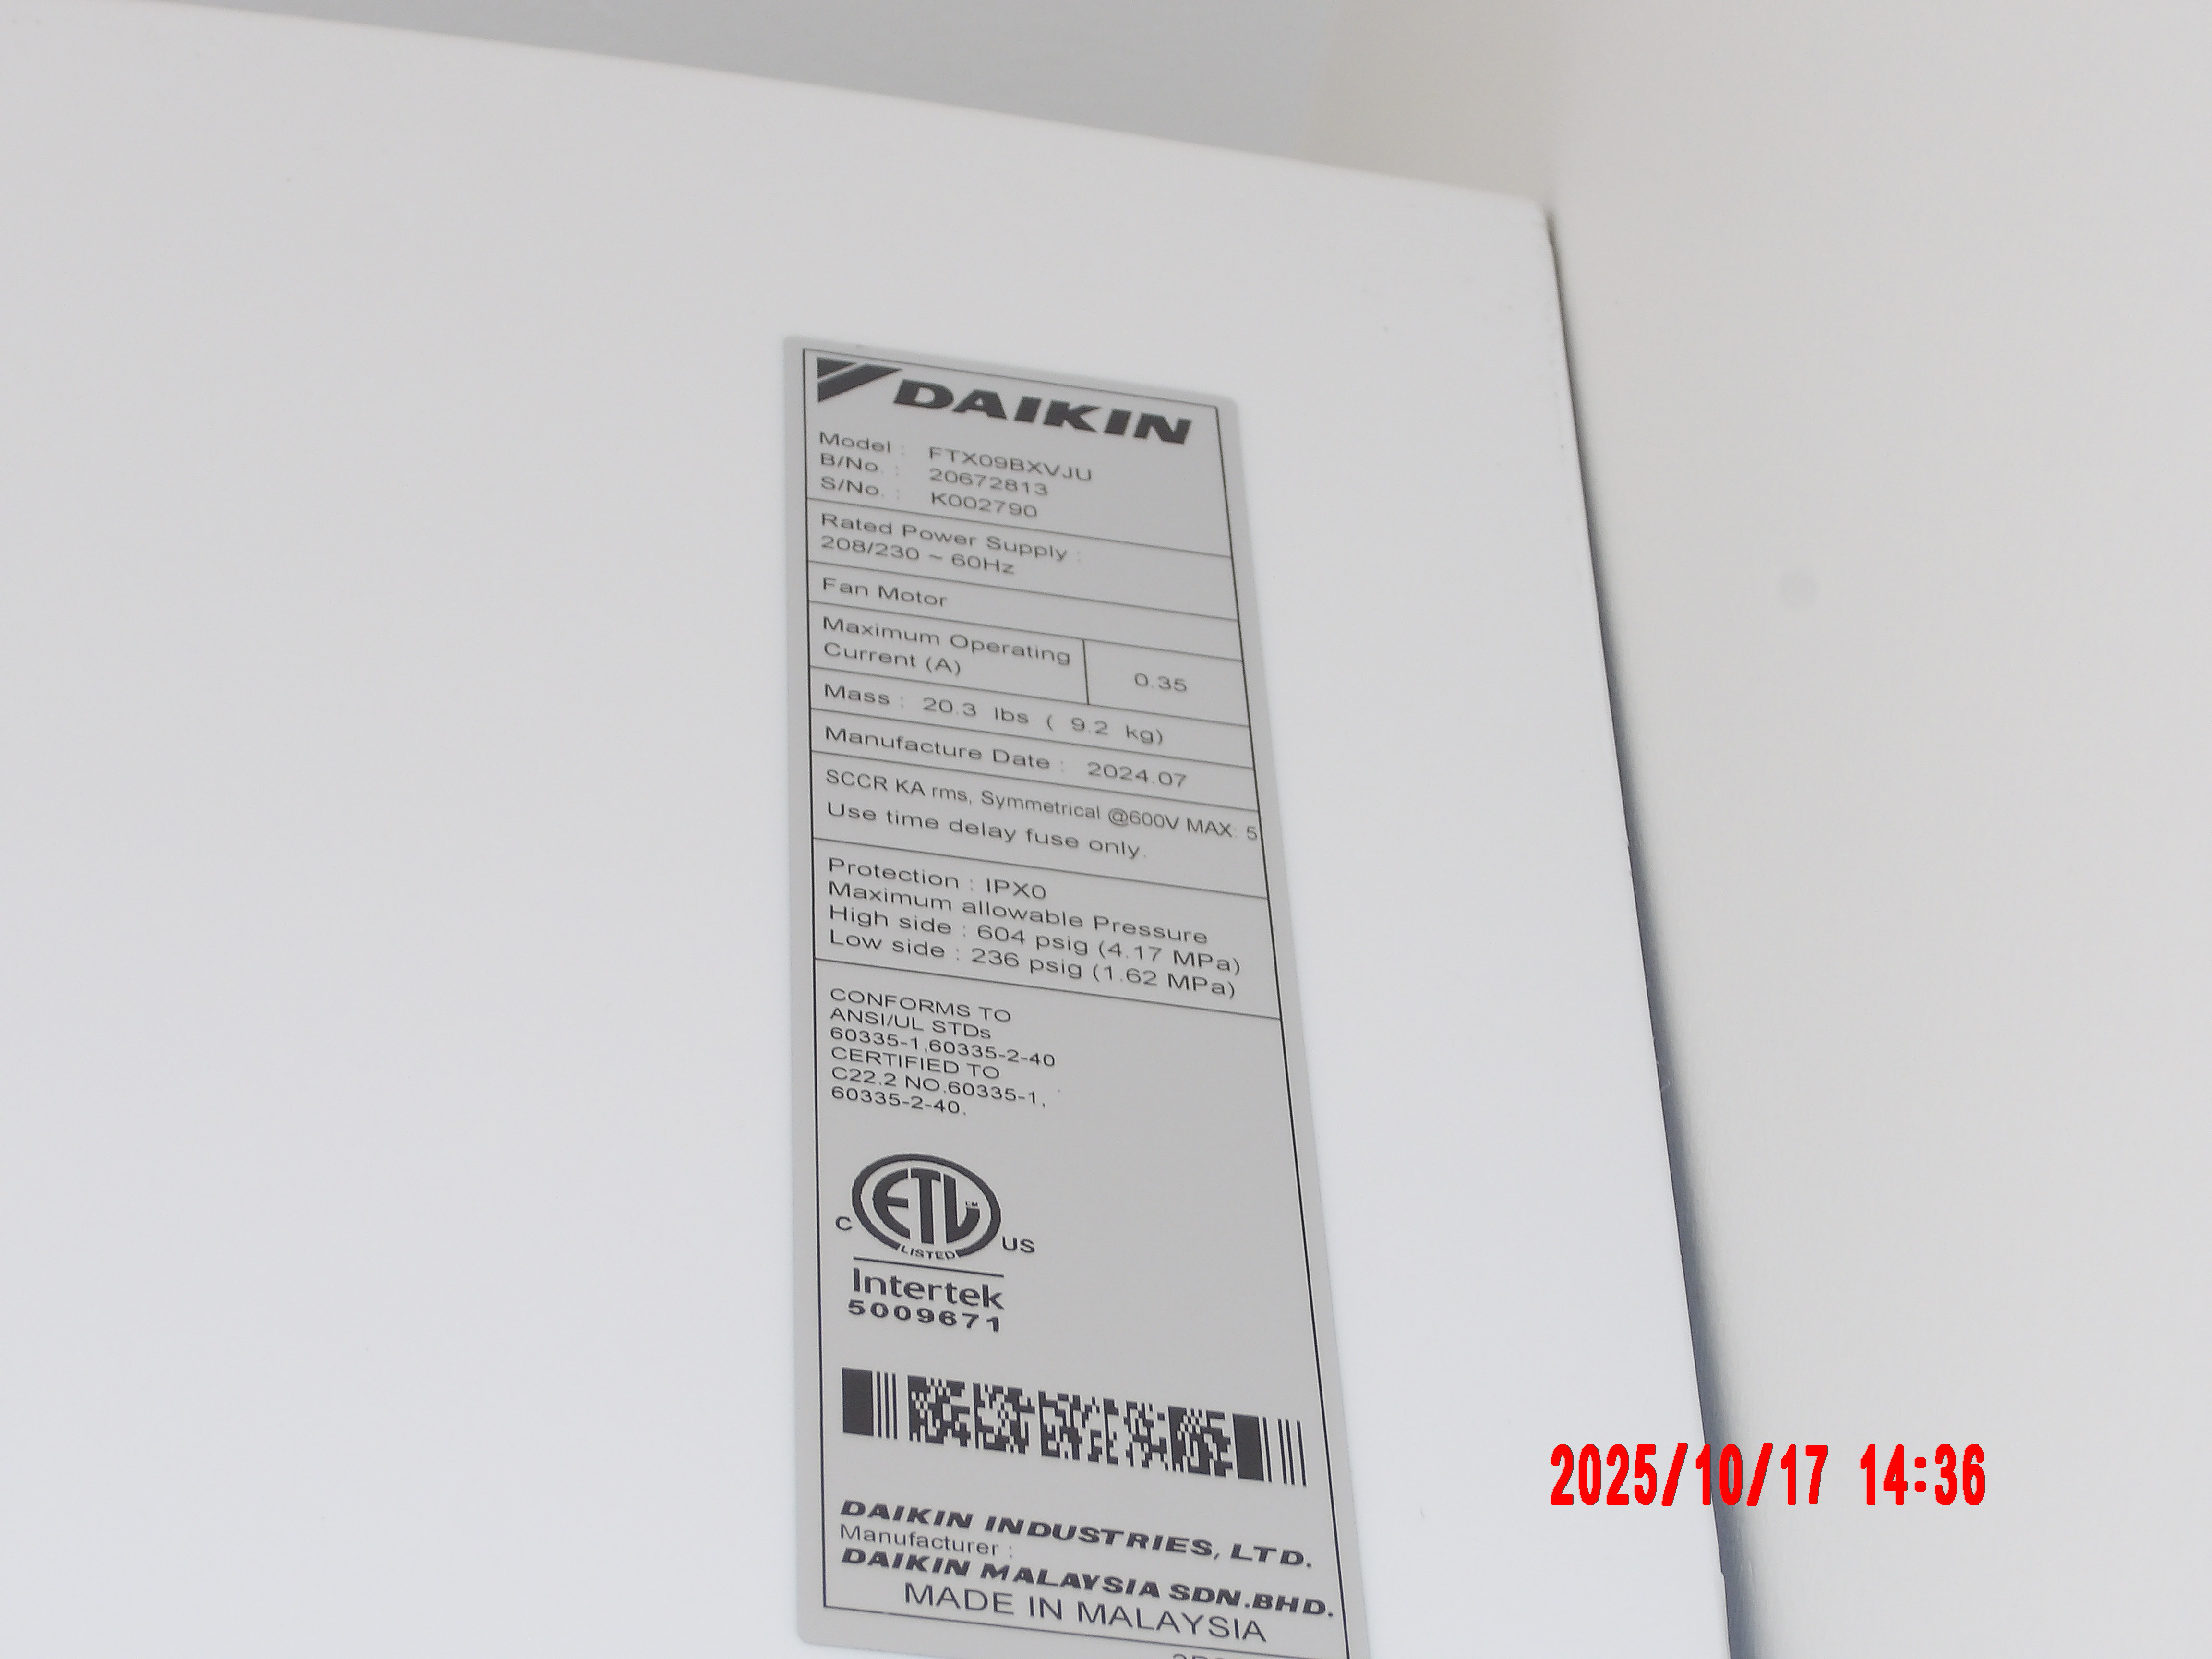 DAIKIN
Model : FTX09BXVJU
B/No. : 20672813
S/No. : K002790
Rated Power Supply :
208/230 ~ 60Hz
Fan Motor
Maximum Operating
Current (A)
0.35
Mass : 20.3 lbs ( 9.2 kg)
Manufacture Date : 2024.07
SCCR KA rms, Symmetrical @600V MAX: 5
Use time delay fuse only.
Protection : IPX0
Maximum allowable Pressure
High side : 604 psig (4.17 MPa)
Low side : 236 psig (1.62 MPa)
CONFORMS TO
ANSI/UL STDs
60335-1,60335-2-40
CERTIFIED TO
C22.2 NO.60335-1,
60335-2-40.
ETL CM
LISTED
C US
Intertek
5009671
DAIKIN INDUSTRIES, LTD.
Manufacturer :
DAIKIN MALAYSIA SDN.BHD.
MADE IN MALAYSIA
2025/10/17 14:36